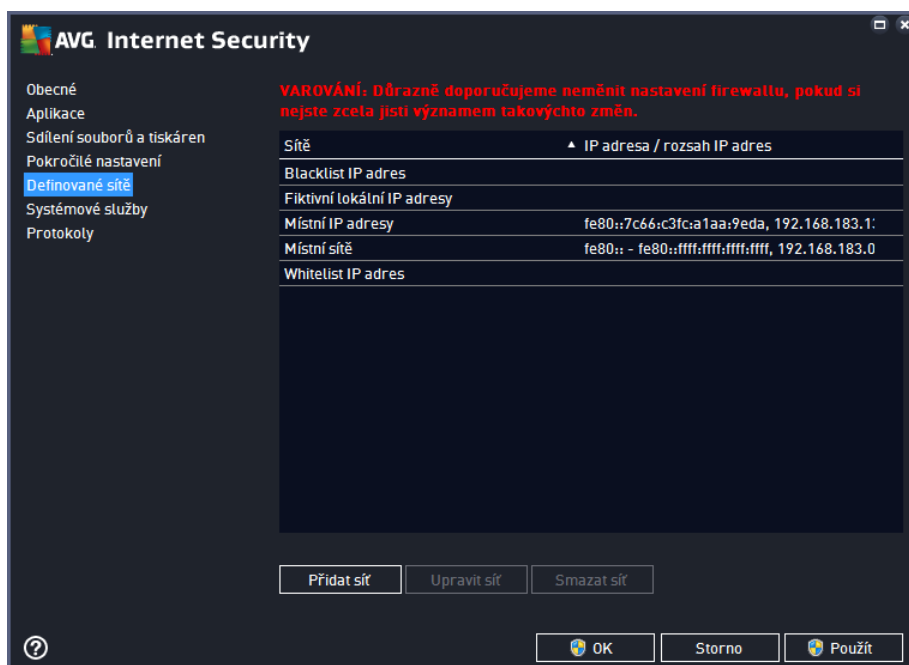 AVG Internet Security
Obecné
Aplikace
Sdílení souborů a tiskáren
Pokročilé nastavení
Definované sítě
Systémové služby
Protokoly
VAROVÁNÍ: Důrazně doporučujeme neměnit nastavení firewallu, pokud si
nejste zcela jisti významem takovýchto změn.
Sítě ▲ IP adresa / rozsah IP adres
Blacklist IP adres
Fiktivní lokální IP adresy
Místní IP adresy fe80::7c66:c3fc:a1aa:9eda, 192.168.183.1
Místní sítě fe80:: - fe80::ffff:ffff:ffff:ffff, 192.168.183.0
Whitelist IP adres
Přidat síť Upravit síť Smazat síť
? OK Storno Použít